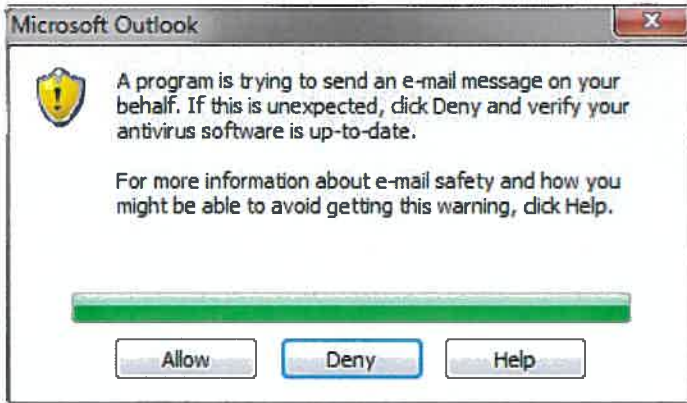 Microsoft Outlook
A program is trying to send an e-mail message on your
behalf. If this is unexpected, click Deny and verify your
antivirus software is up-to-date.
For more information about e-mail safety and how you
might be able to avoid getting this warning, click Help.
Allow Deny Help